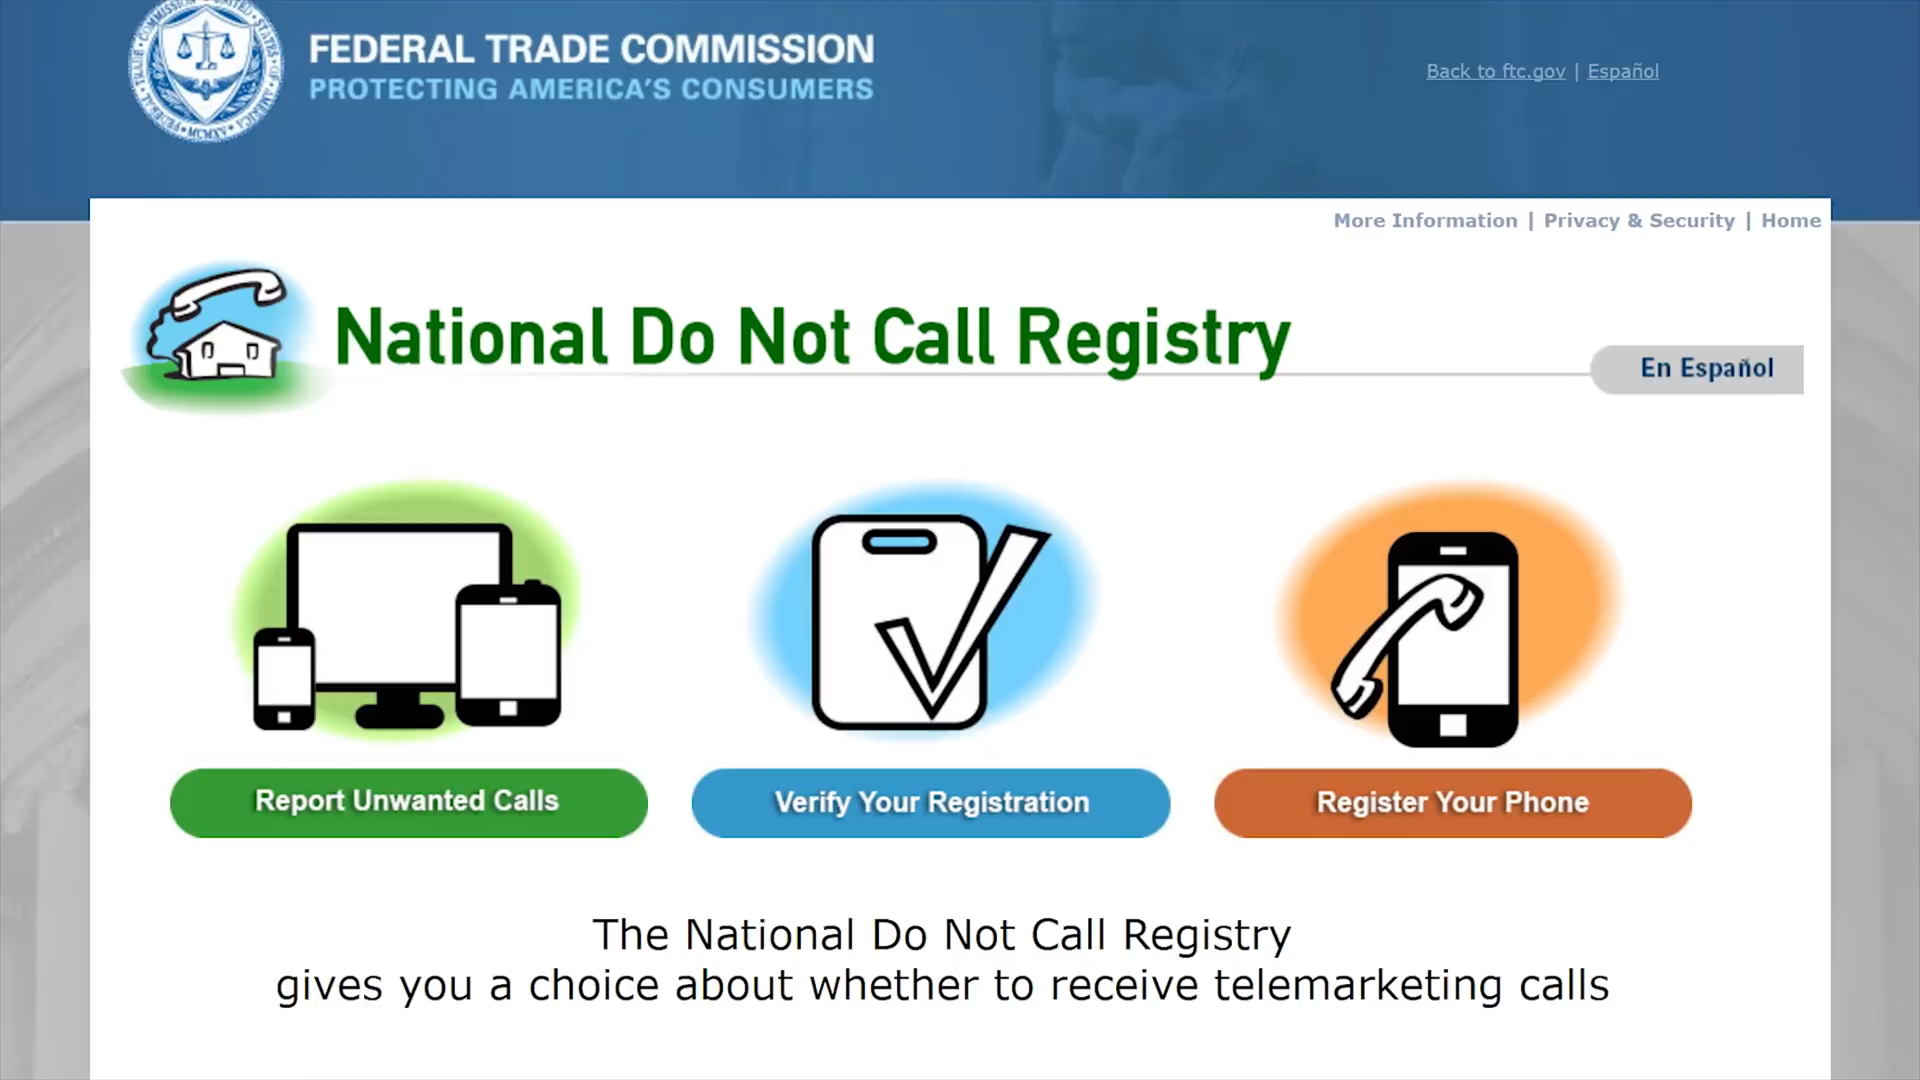 FEDERAL TRADE COMMISSION
PROTECTING AMERICA'S CONSUMERS
Back to ftc.gov | Español
More Information | Privacy & Security | Home
National Do Not Call Registry
En Español
Report Unwanted Calls
Verify Your Registration
Register Your Phone
The National Do Not Call Registry
gives you a choice about whether to receive telemarketing calls